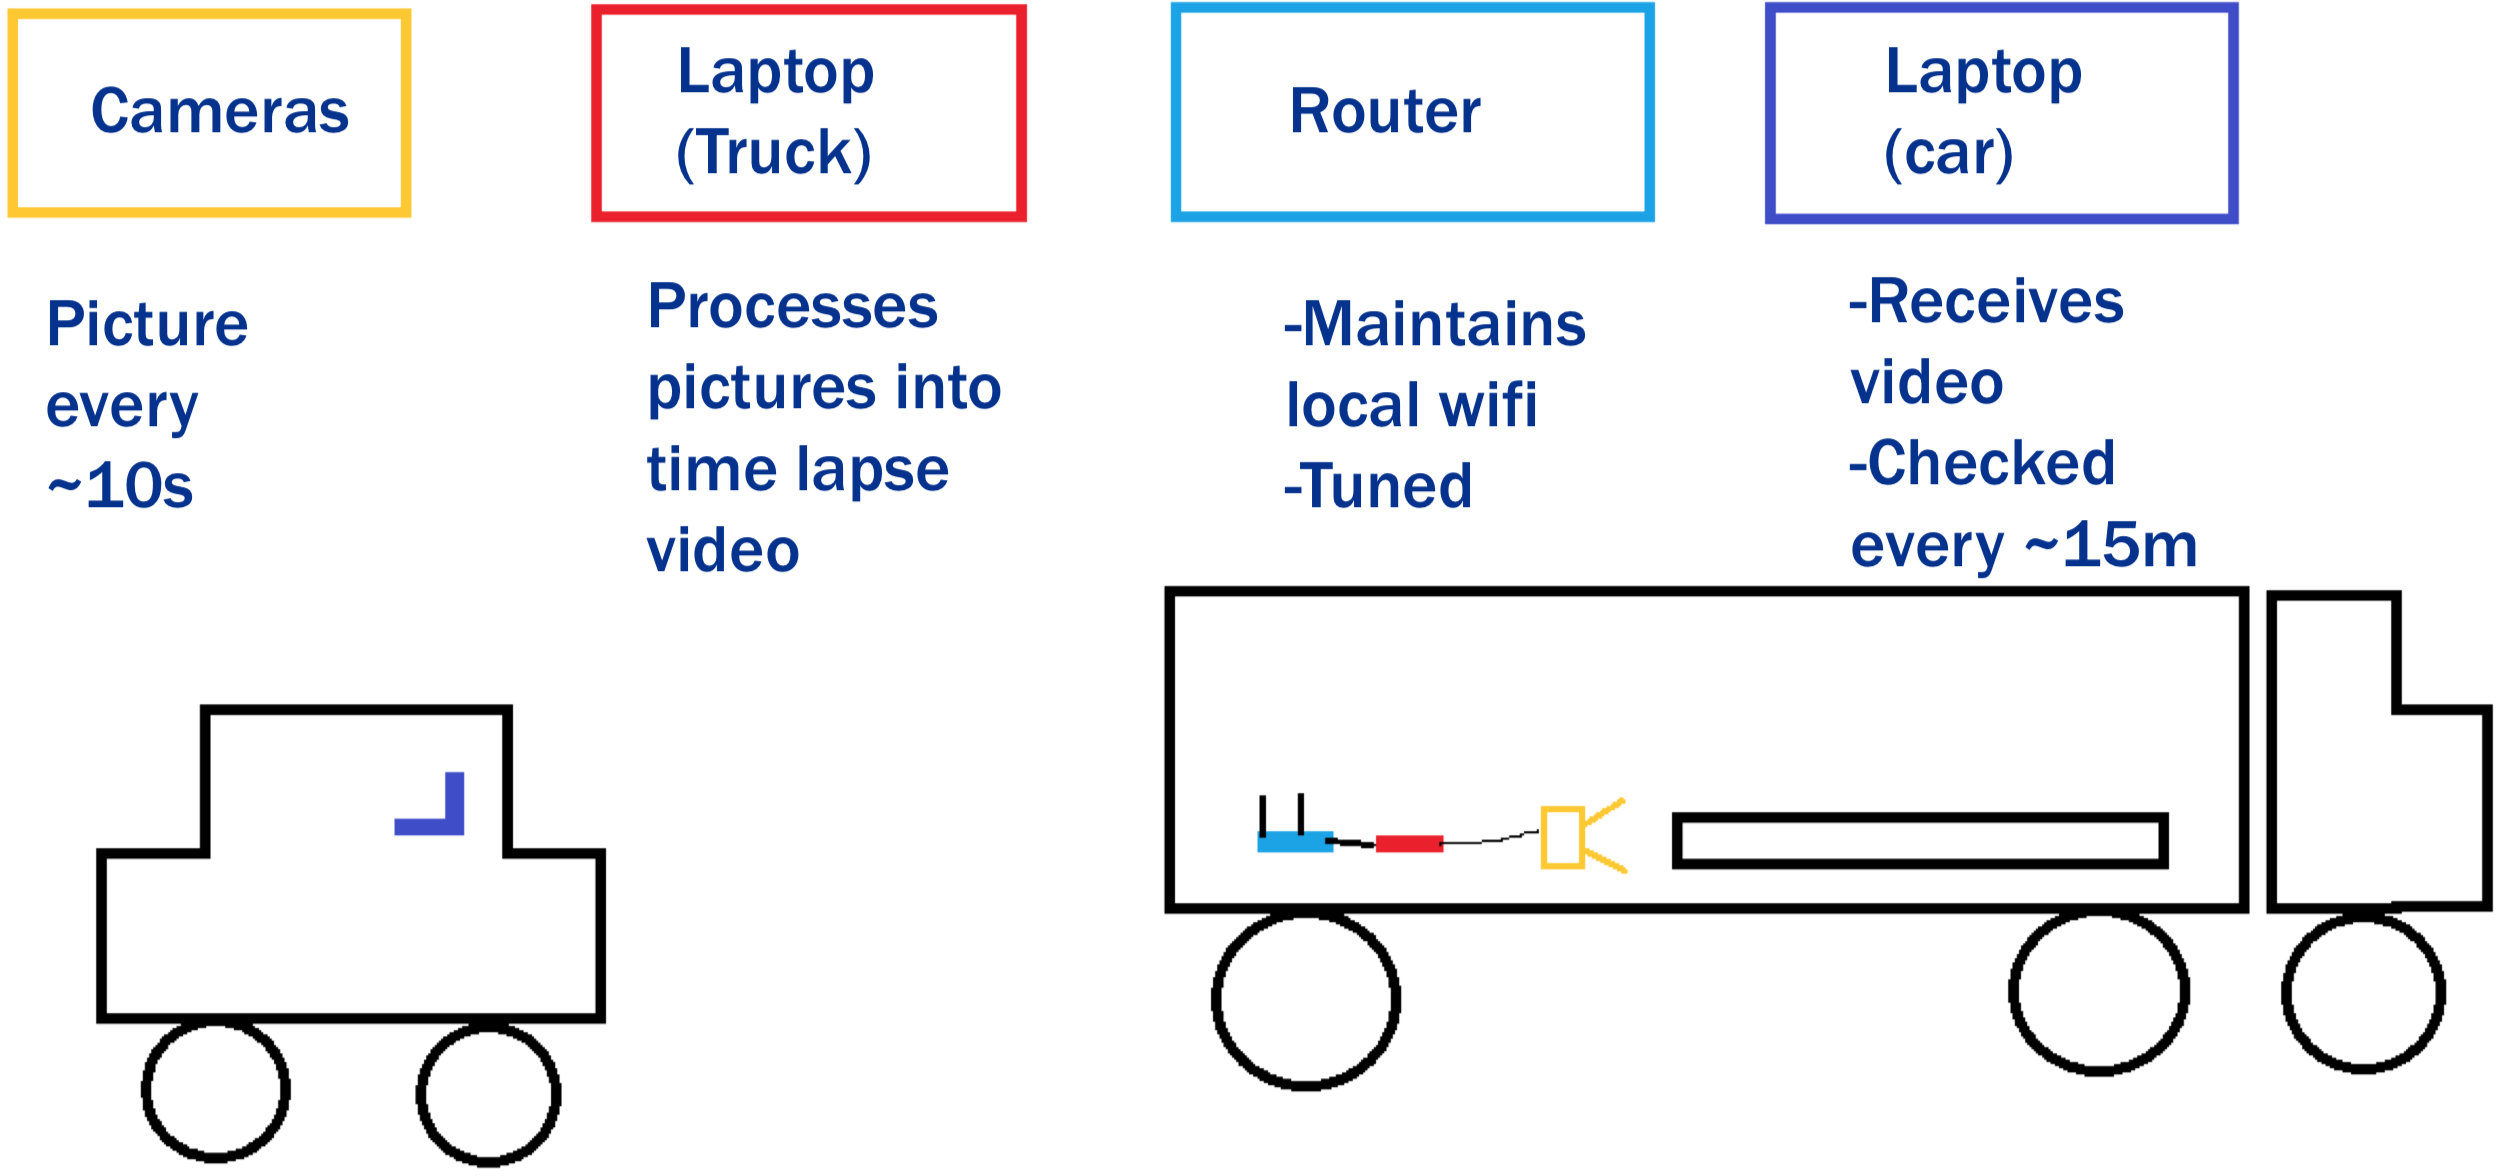 Cameras
Laptop
(Truck)
Router
Laptop
(car)
Picture
every
~10s
Processes
pictures into
time lapse
video
-Maintains
local wifi
-Tuned
-Receives
video
-Checked
every ~15m